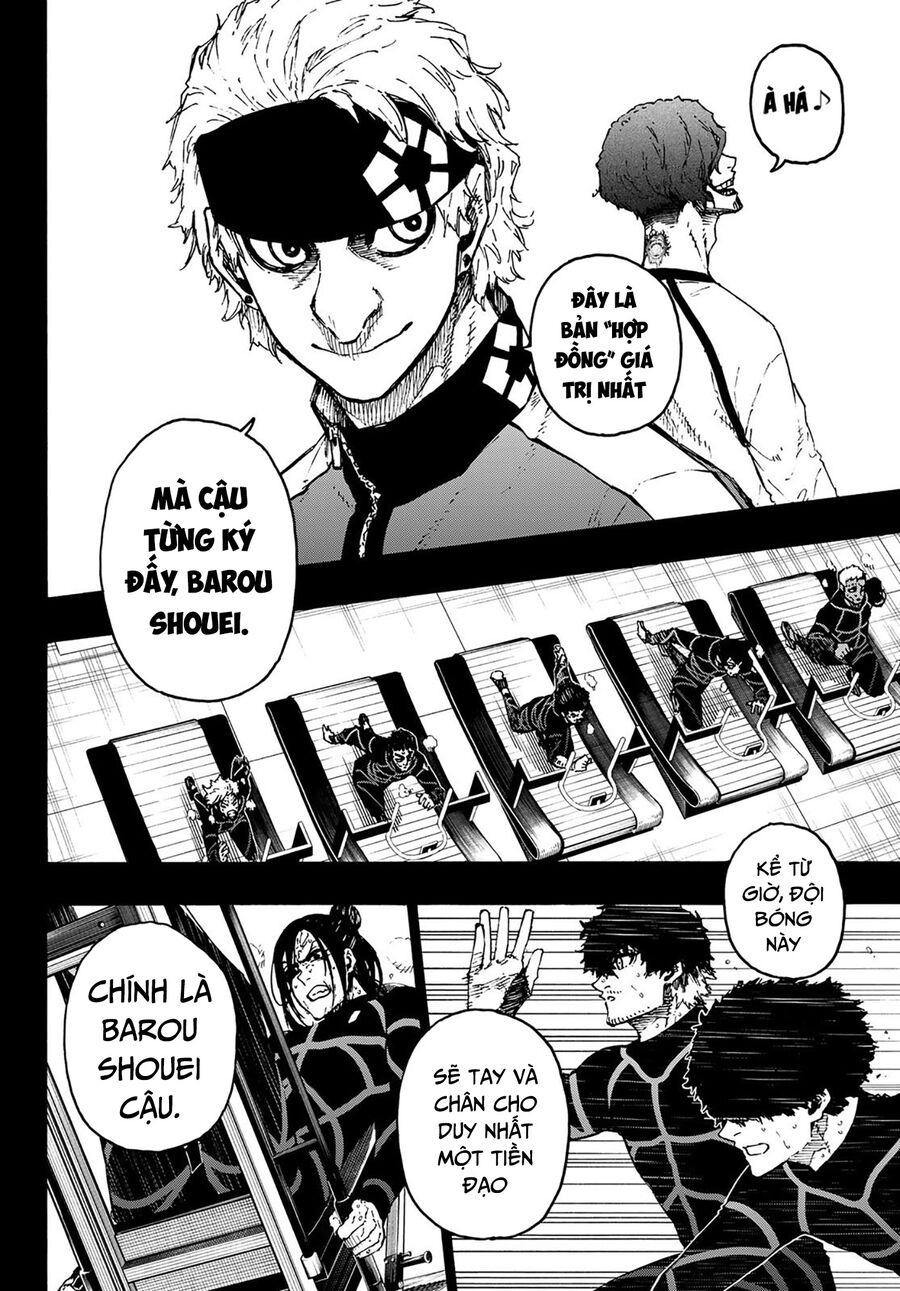 À HÁ♪
ĐÂY LÀ
BẢN "HỢP
ĐỒNG" GIÁ
TRỊ NHẤT
MÀ CẬU
TỪNG KÝ
ĐẤY, BAROU
SHOUEI.
KỂ TỪ
GIỜ, ĐỘI
BÓNG NÀY
SẼ TAY VÀ
CHÂN CHO
DUY NHẤT
MỘT TIỀN
ĐẠO
CHÍNH LÀ
BAROU
SHOUEI
CẬU.